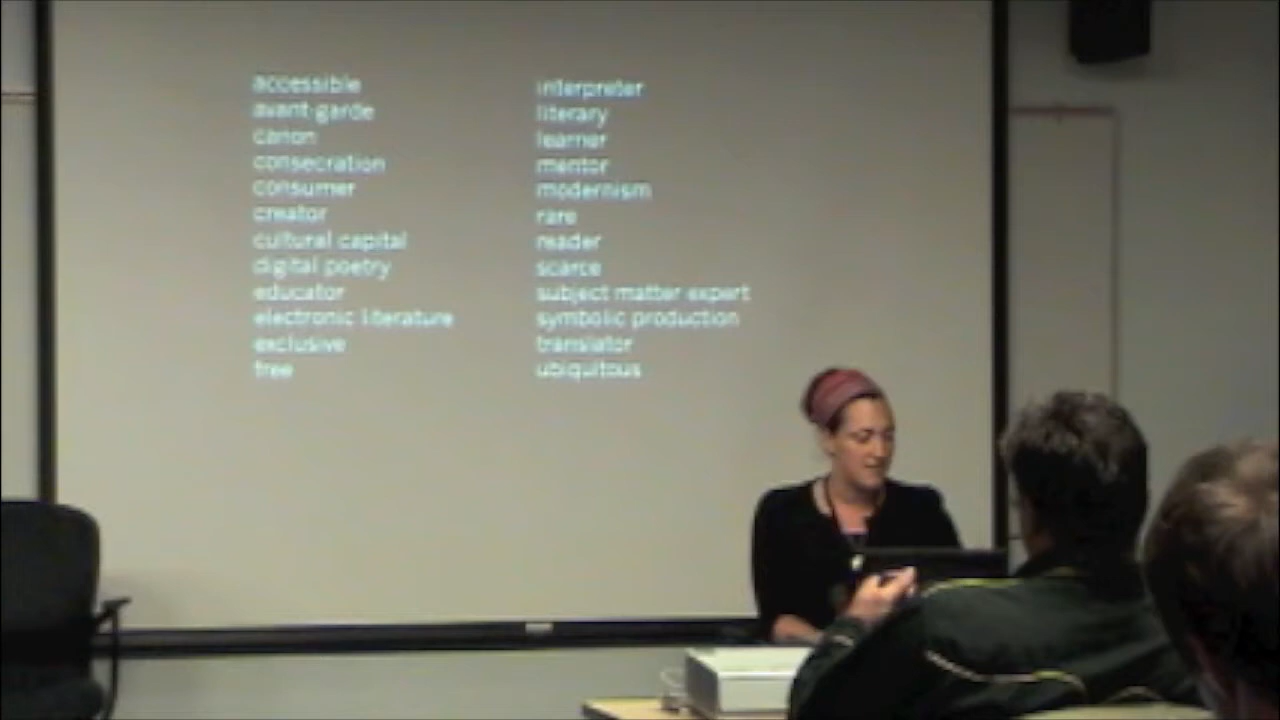 accessible
avant-garde
canon
consecration
consumer
creator
cultural capital
digital poetry
educator
electronic literature
exclusive
free
interpreter
literary
learner
mentor
modernism
rare
reader
scarce
subject matter expert
symbolic production
translator
ubiquitous